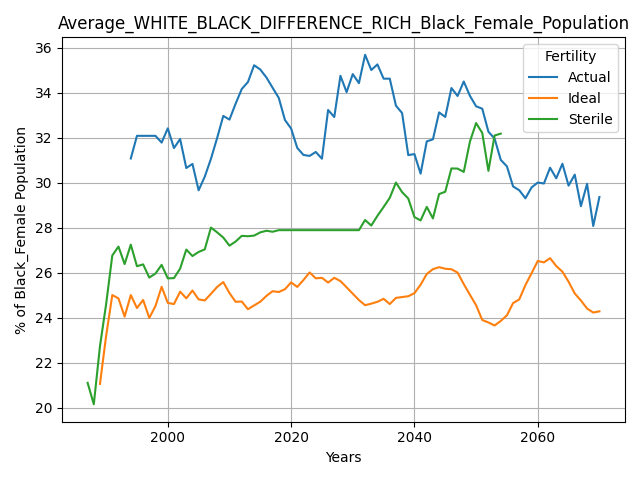 Average_WHITE_BLACK_DIFFERENCE_RICH_Black_Female_Population
% of Black_Female Population
36
34
32
30
28
26
24
22
20
Fertility
Actual
Ideal
Sterile
2000
2020
2040
2060
Years